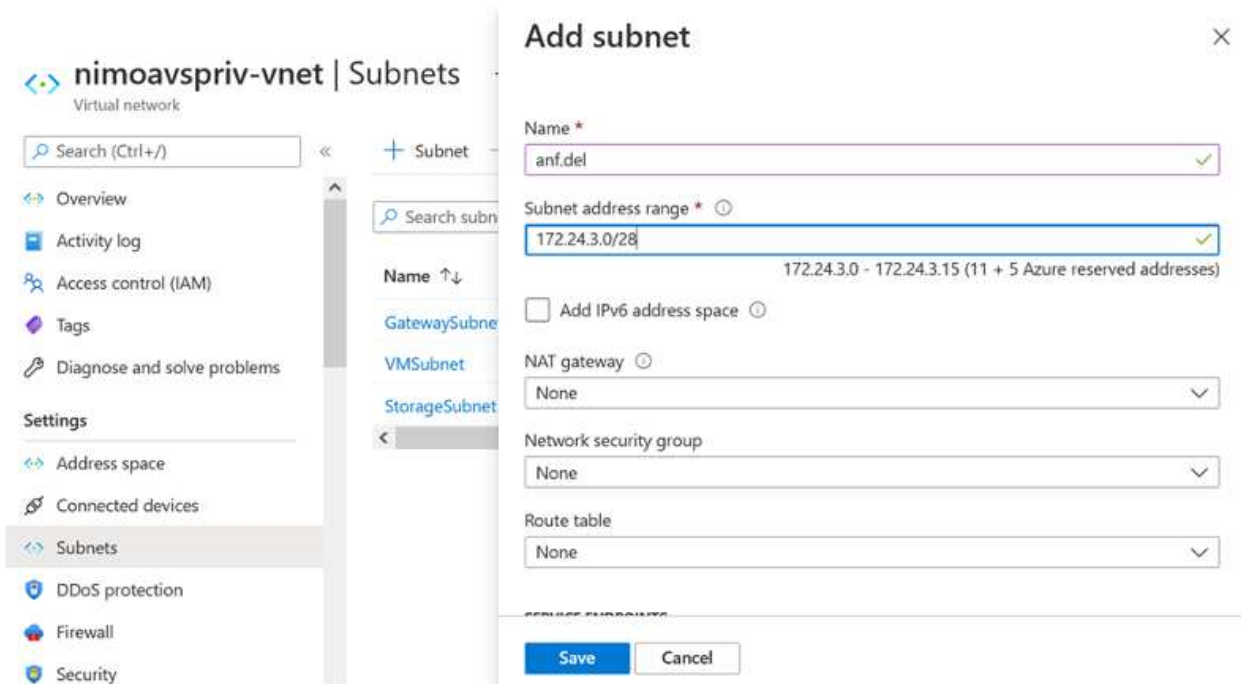 nimoavspriv-vnet | Subnets
Virtual network
Search (Ctrl+/)
«
Overview
Activity log
Access control (IAM)
Tags
Diagnose and solve problems
Settings
Address space
Connected devices
Subnets
DDoS protection
Firewall
Security
+ Subnet
Search subn
Name ↑↓
GatewaySubne
VMSubnet
StorageSubnet
Add subnet
Name *
anf.del
Subnet address range *
172.24.3.0/28
172.24.3.0 - 172.24.3.15 (11 + 5 Azure reserved addresses)
Add IPv6 address space
NAT gateway
None
Network security group
None
Route table
None
SERVICE ENDPOINTS
Save
Cancel